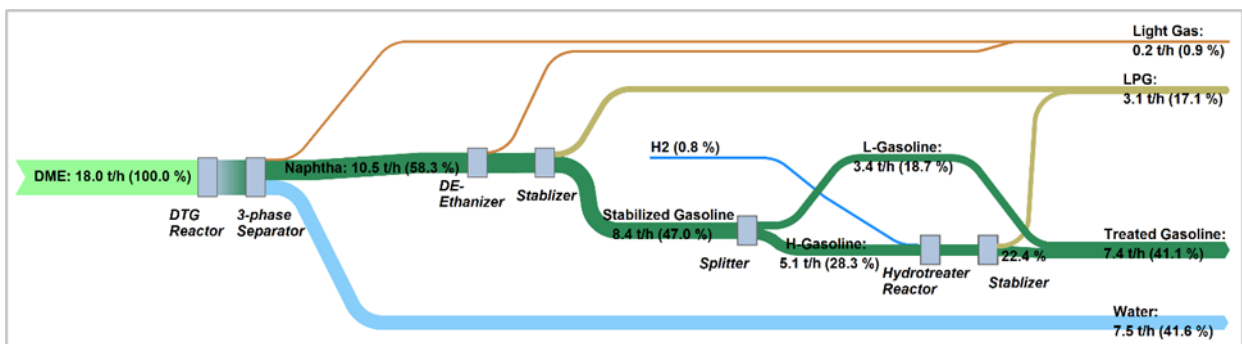 Light Gas:
0.2 t/h (0.9 %)
LPG:
3.1 t/h (17.1 %)
H2 (0.8 %)
L-Gasoline:
3.4 t/h (18.7 %)
DME: 18.0 t/h (100.0 %)
Naphtha: 10.5 t/h (58.3 %)
DTG
Reactor
3-phase
Separator
DE-
Ethanizer
Stablizer
Stabilized Gasoline
8.4 t/h (47.0 %)
Splitter
H-Gasoline:
5.1 t/h (28.3 %)
Hydrotreater
Reactor
22.4 %
Stablizer
Treated Gasoline:
7.4 t/h (41.1 %)
Water:
7.5 t/h (41.6 %)